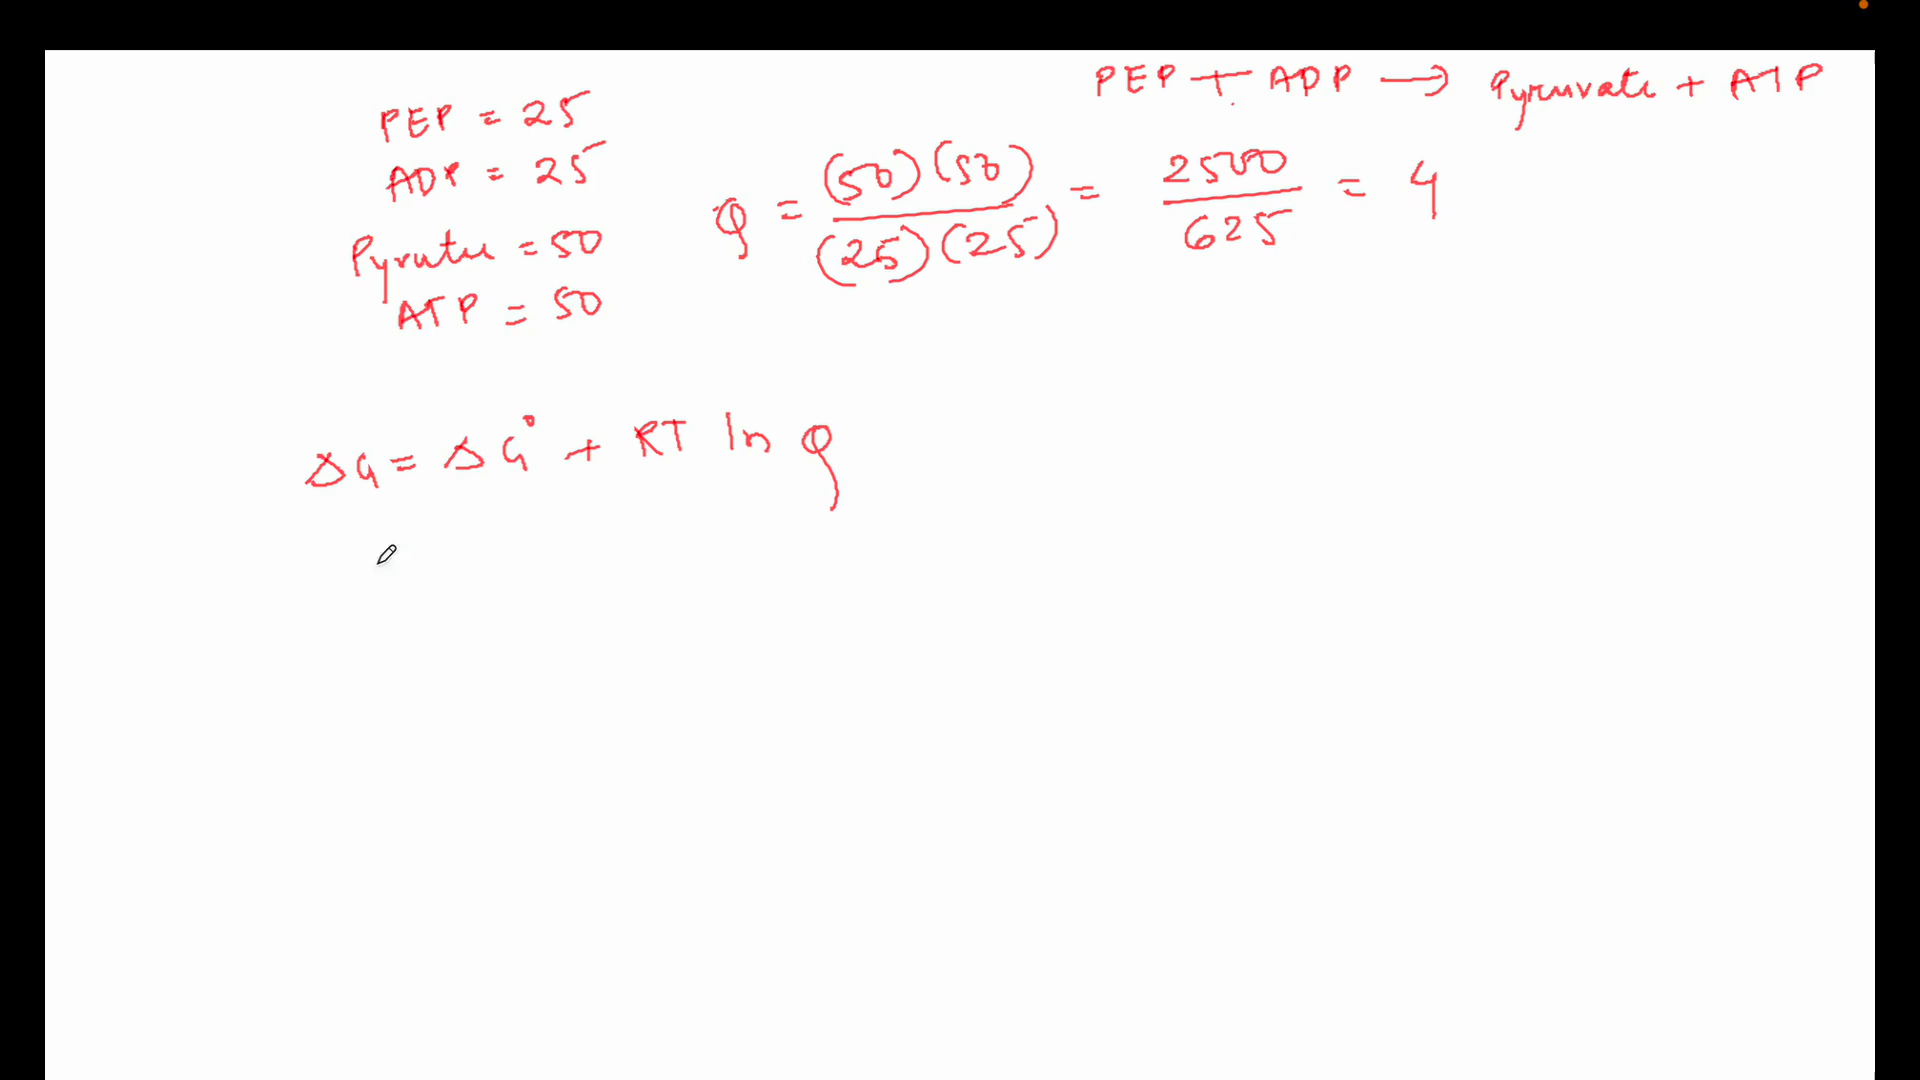 PEP + ADP → Pyruvate + ATP
PEP = 25
ADP = 25
Pyratu = 50
ATP = 50
Q = (50)(50) / (25)(25) = 2500 / 625 = 4
ΔG = ΔG° + RT ln Q